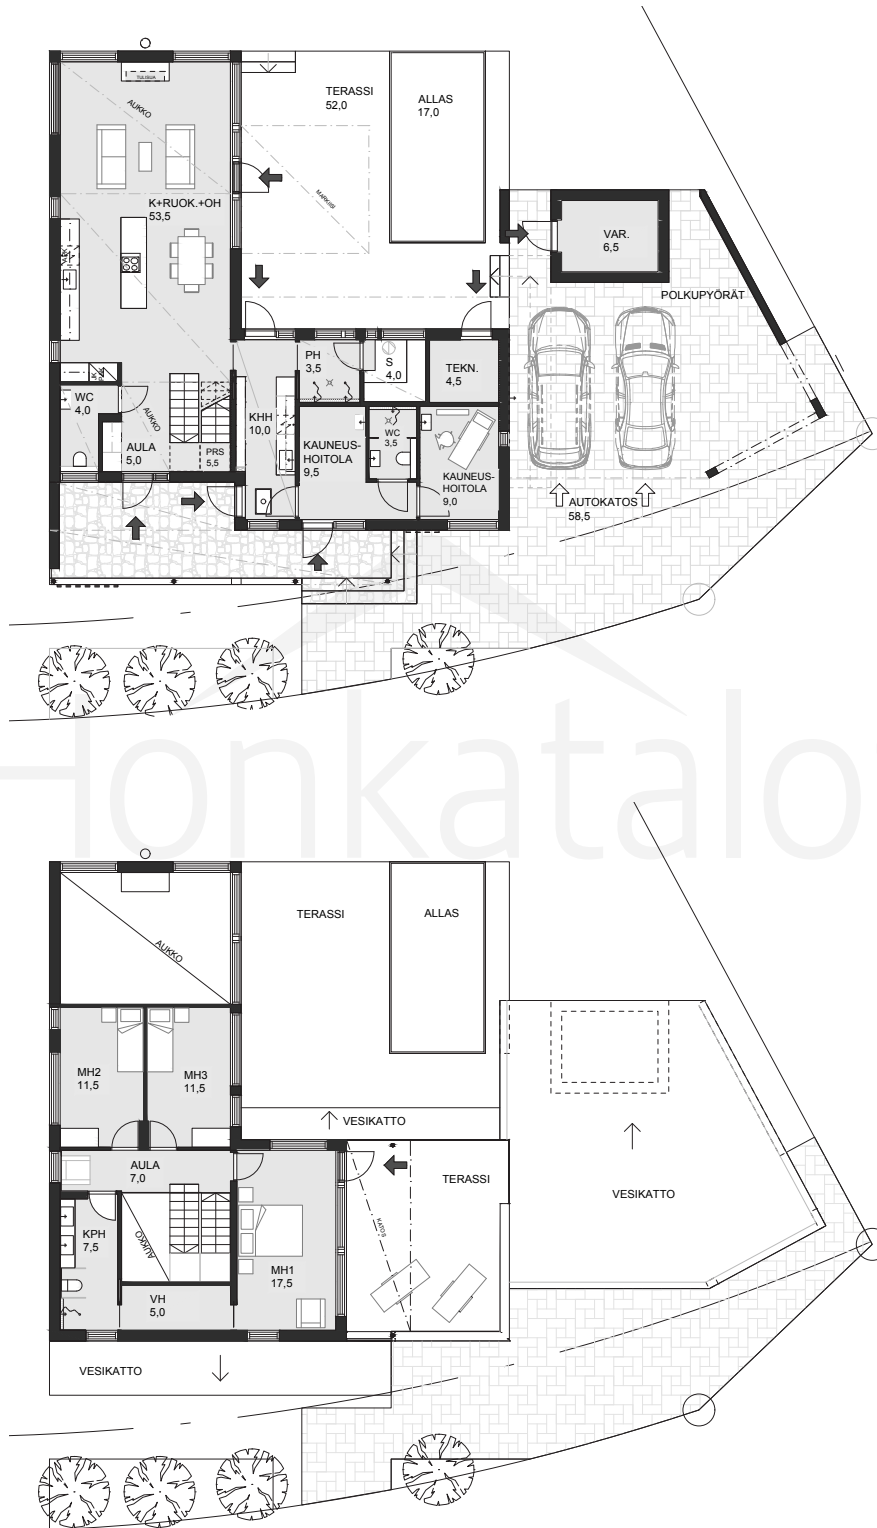 TULISIJA
AUKKO
TERASSI
52,0
ALLAS
17,0
MARKIISI
K+RUOK.+OH
53,5
VAR.
6,5
POLKUPYÖRÄT
PH
3,5
S
4,0
TEKN.
4,5
WC
4,0
AUKKO
KHH
10,0
AULA
5,0
PRS
5,5
KAUNEUS-
HOITOLA
9,5
WC
3,5
KAUNEUS-
HOITOLA
9,0
AUTOKATOS
58,5
Honkatalo
AUKKO
TERASSI
ALLAS
MH2
11,5
MH3
11,5
VESIKATTO
AULA
7,0
TERASSI
VESIKATTO
KPH
7,5
AUKKO
KATOS
MH1
17,5
VH
5,0
VESIKATTO